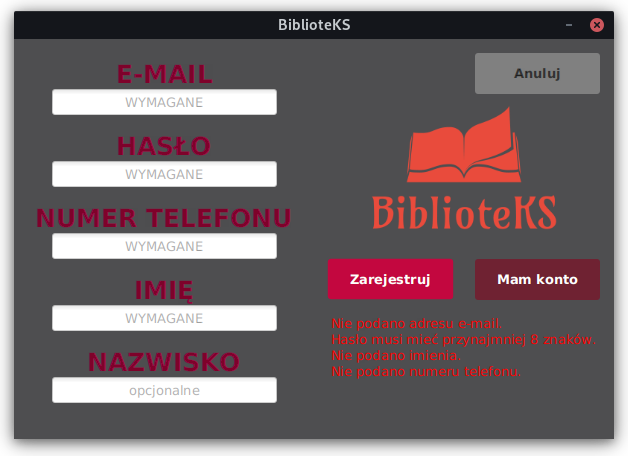 BiblioteKS
E-MAIL
WYMAGANE
HASŁO
WYMAGANE
NUMER TELEFONU
WYMAGANE
IMIĘ
WYMAGANE
NAZWISKO
opcjonalne
Anuluj
BiblioteKS
Zarejestruj
Mam konto
Nie podano adresu e-mail.
Hasło musi mieć przynajmniej 8 znaków.
Nie podano imienia.
Nie podano numeru telefonu.